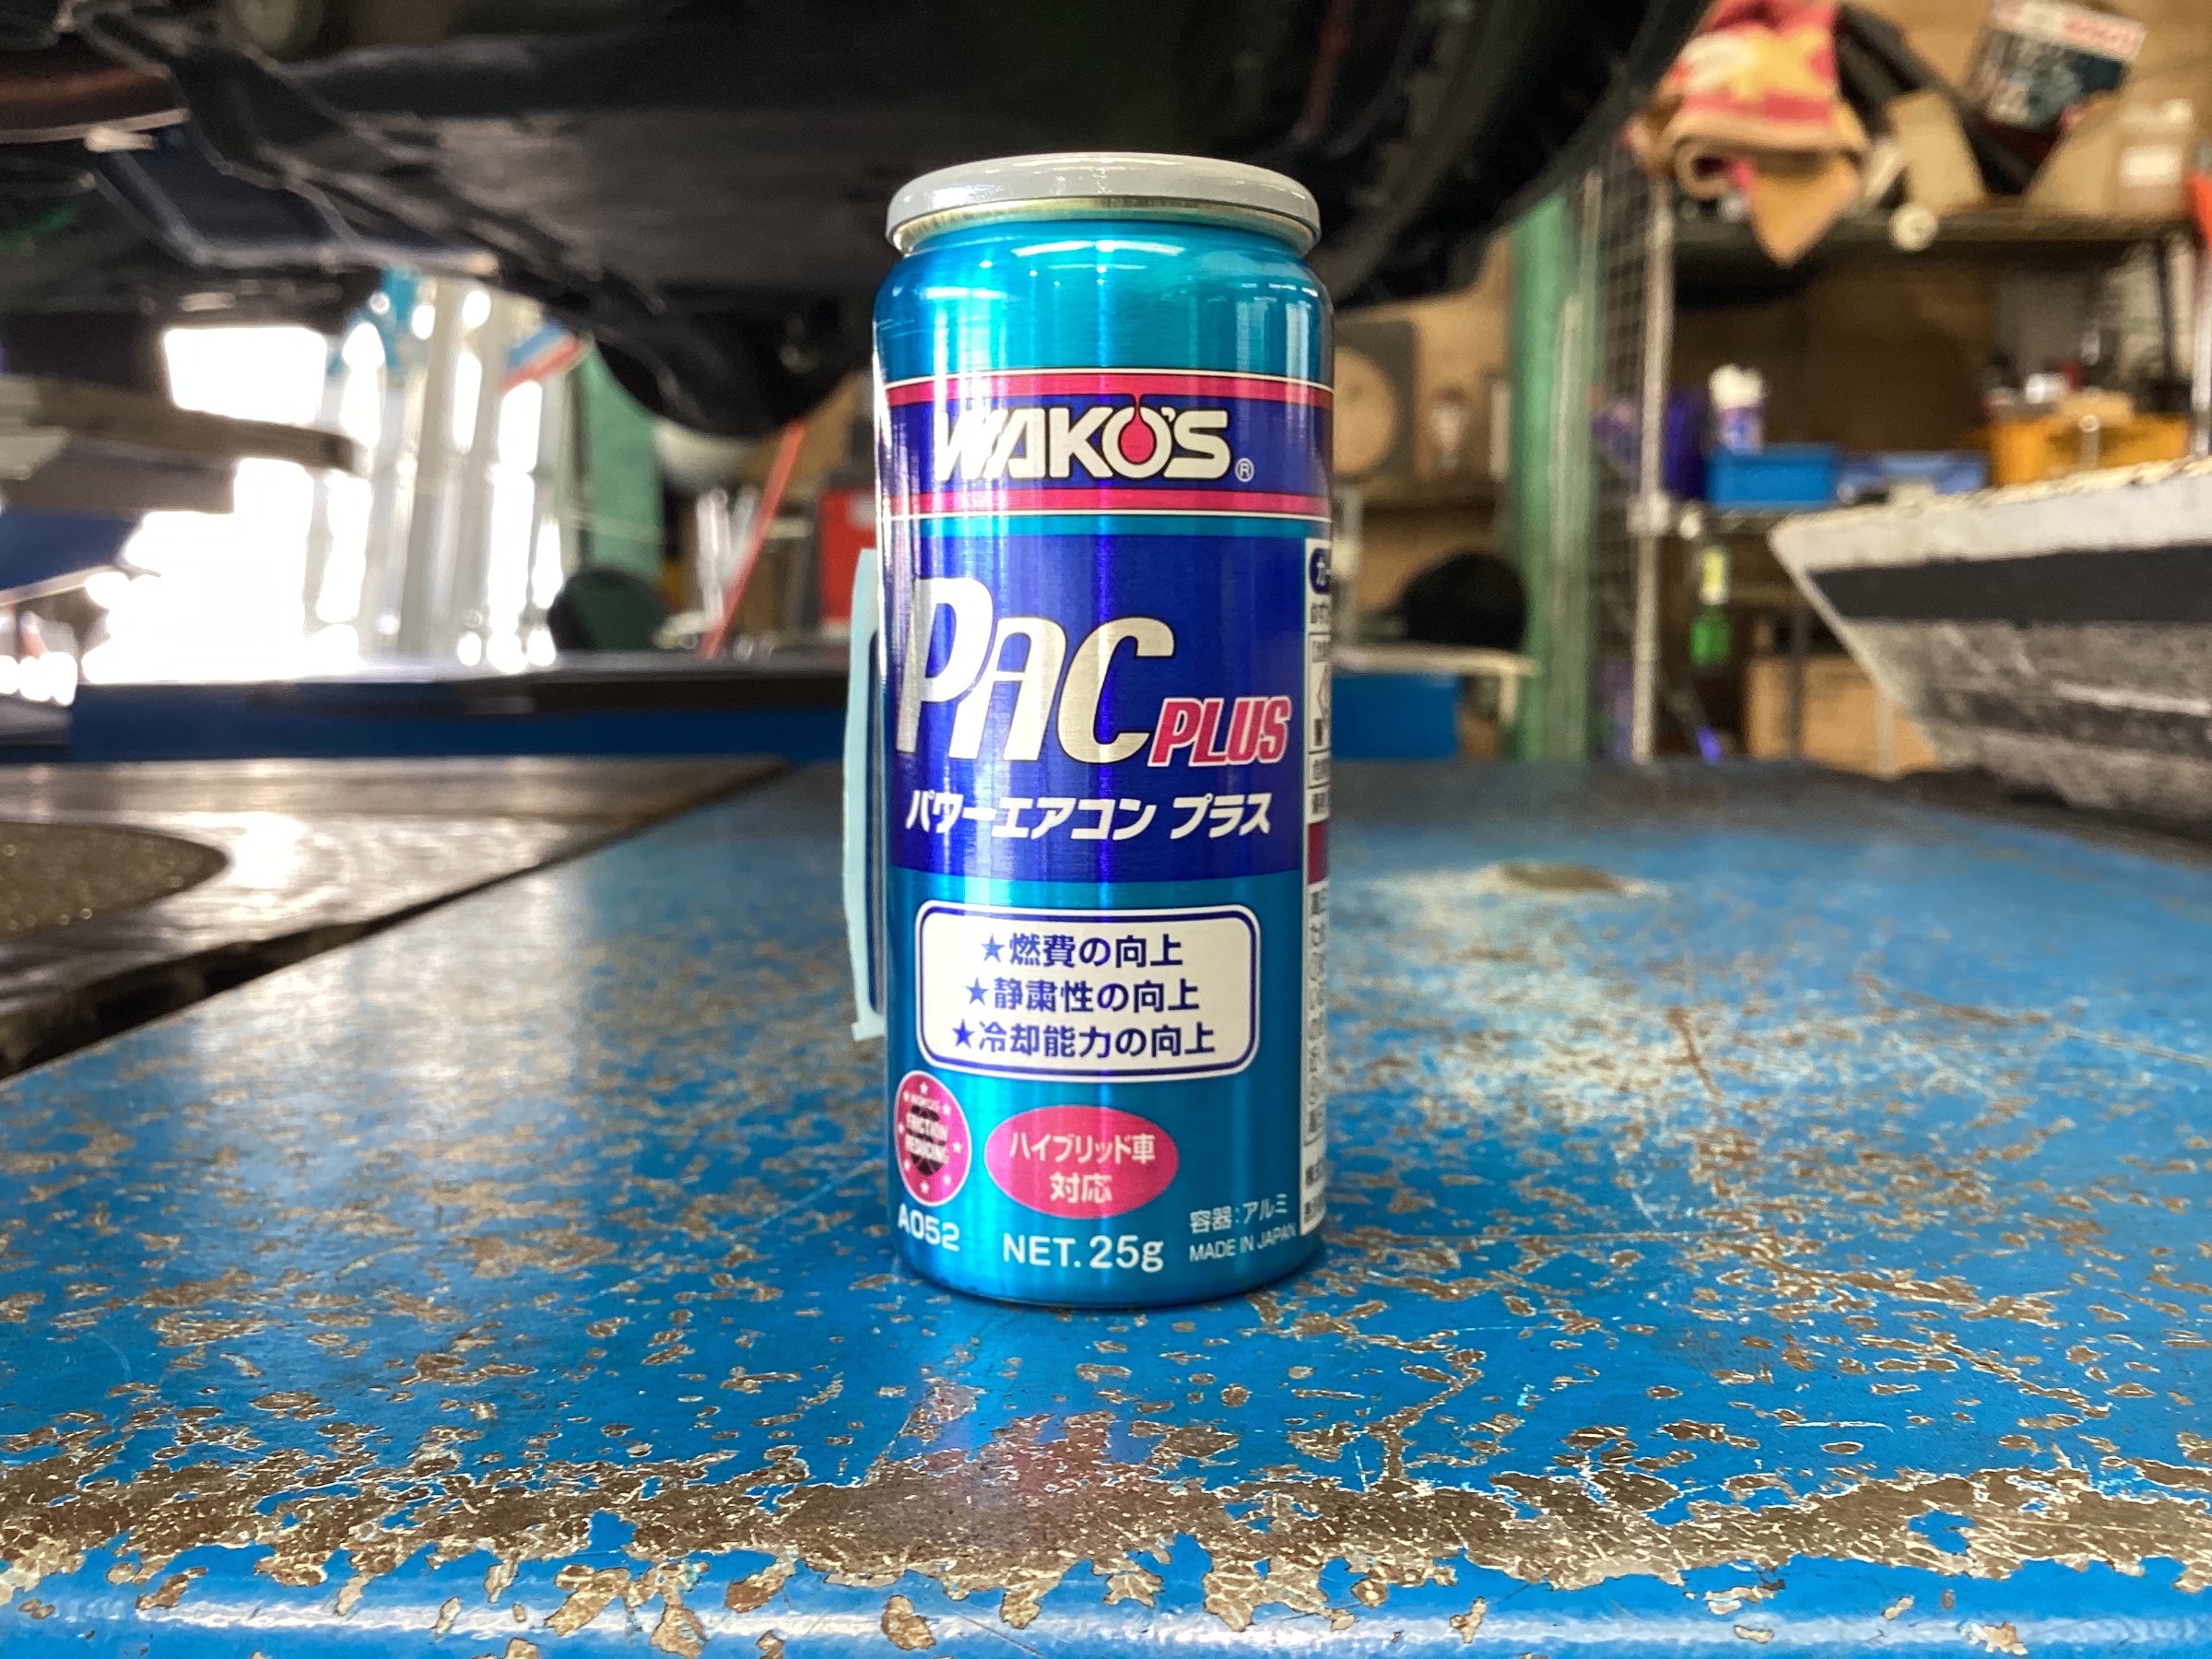 WAKO'S®
PAC PLUS
パワーエアコン プラス
★燃費の向上
★静粛性の向上
★冷却能力の向上
FRICTION
REDUCING
ハイブリッド車
対応
A052
NET. 25g
容器:アルミ
MADE IN JAPAN